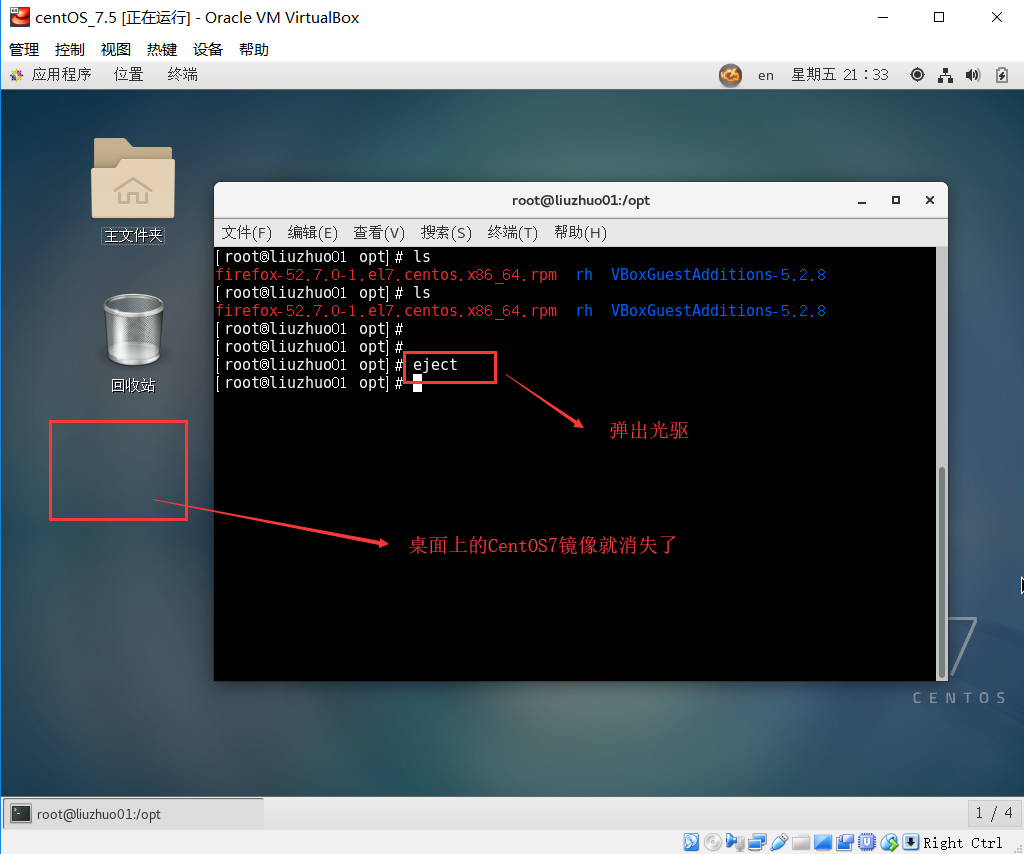 centOS_7.5 [正在运行] - Oracle VM VirtualBox
管理 控制 视图 热键 设备 帮助
应用程序 位置 终端 en 星期五 21：33
主文件夹
回收站
root@liuzhuo01:/opt
文件(F) 编辑(E) 查看(V) 搜索(S) 终端(T) 帮助(H)
[root@liuzhuo01 opt]# ls
firefox-52.7.0-1.el7.centos.x86_64.rpm rh VBoxGuestAdditions-5.2.8
[root@liuzhuo01 opt]# ls
firefox-52.7.0-1.el7.centos.x86_64.rpm rh VBoxGuestAdditions-5.2.8
[root@liuzhuo01 opt]#
[root@liuzhuo01 opt]#
[root@liuzhuo01 opt]# eject
[root@liuzhuo01 opt]#
弹出光驱
桌面上的CentOS7镜像就消失了
7
CENTOS
root@liuzhuo01:/opt
1 / 4
Right Ctrl